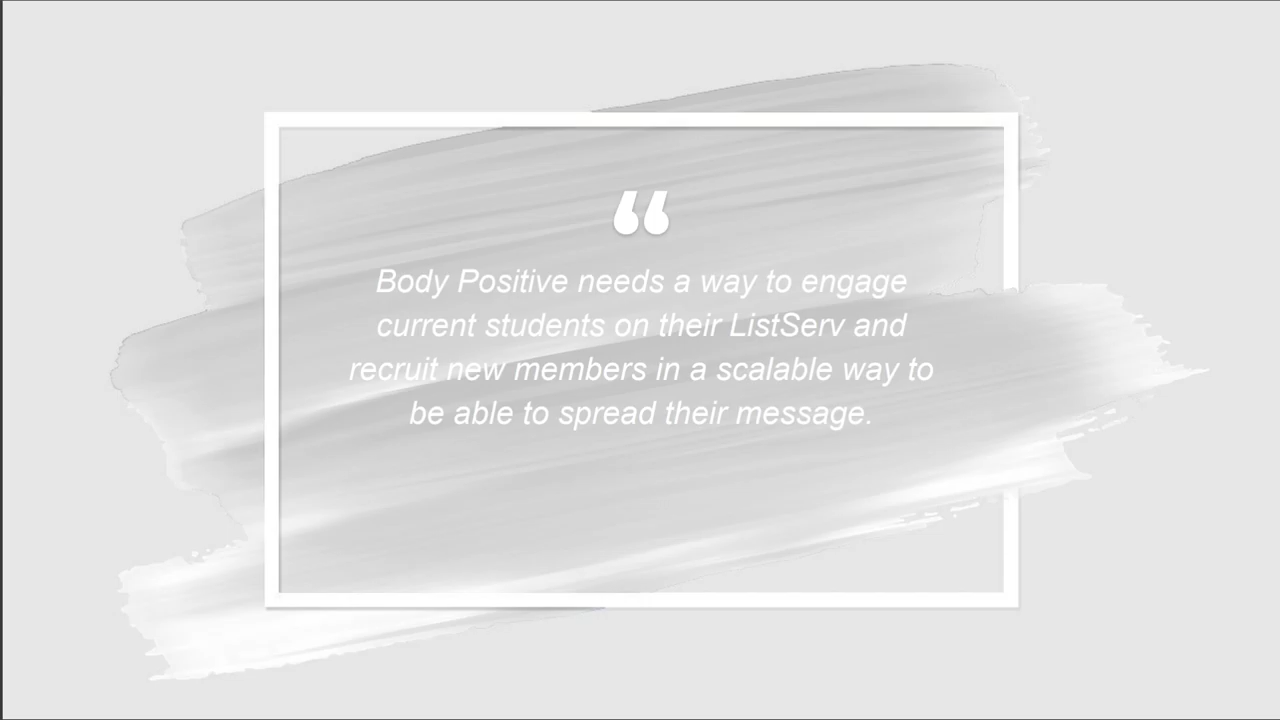 “
Body Positive needs a way to engage
current students on their ListServ and
recruit new members in a scalable way to
be able to spread their message.